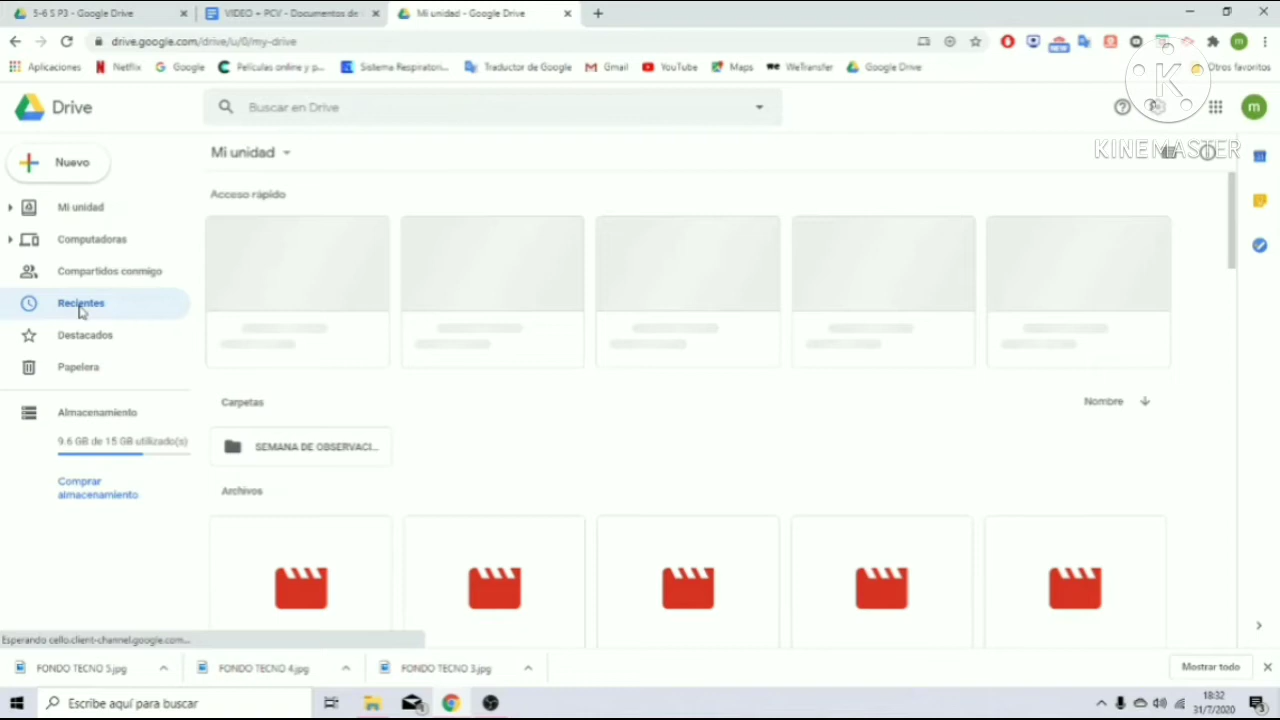 5-6 S P3 - Google Drive
VIDEO + PCV - Documentos de
Mi unidad - Google Drive
drive.google.com/drive/u/0/my-drive
NEW
m
Aplicaciones
Netflix
Google
Películas online y p...
Sistema Respiratori...
Traductor de Google
Gmail
YouTube
Maps
WeTransfer
Google Drive
Otros favoritos
Drive
Buscar en Drive
m
K
KINEMASTER
Nuevo
Mi unidad
Acceso rápido
Mi unidad
Computadoras
Compartidos conmigo
Recientes
Destacados
Papelera
Almacenamiento
9.6 GB de 15 GB utilizado(s)
Comprar
almacenamiento
Carpetas
Nombre
SEMANA DE OBSERVACI...
Archivos
Esperando cello.client-channel.google.com...
FONDO TECNO 5.jpg
FONDO TECNO 4.jpg
FONDO TECNO 3.jpg
Mostrar todo
Escribe aquí para buscar
18:32
31/7/2020